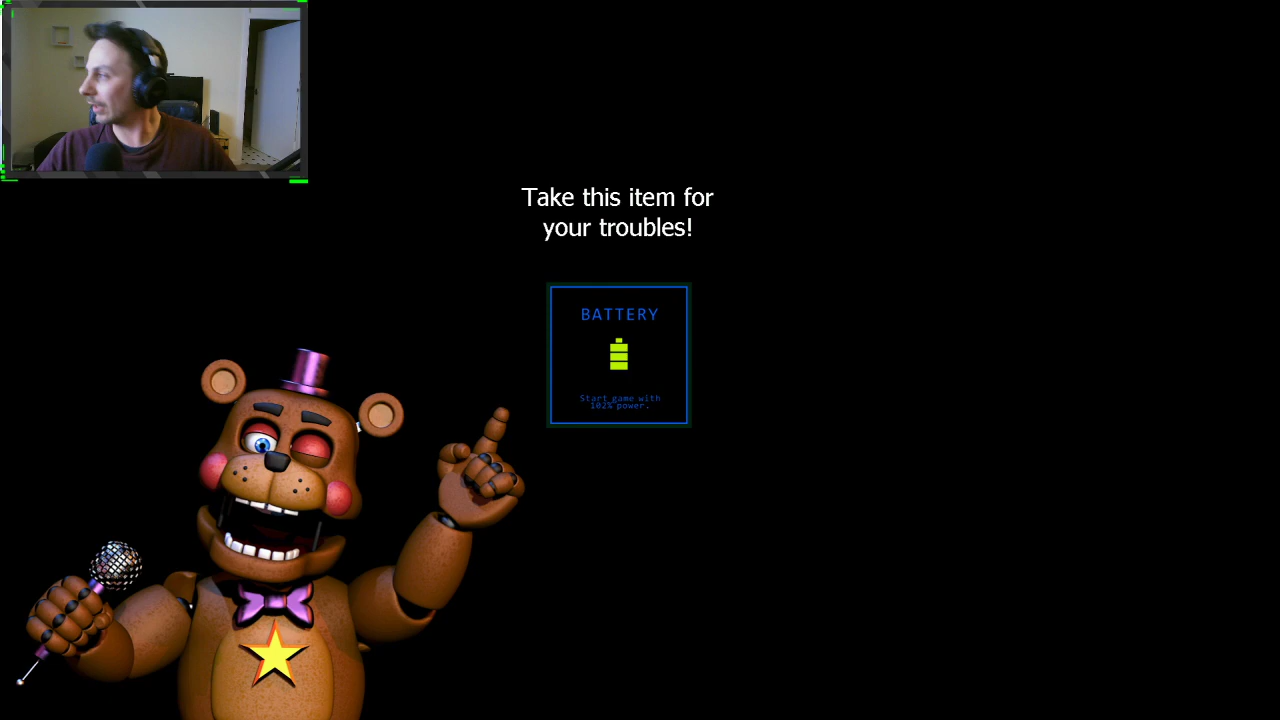 Take this item for
your troubles!
BATTERY
Start game with
102% power.